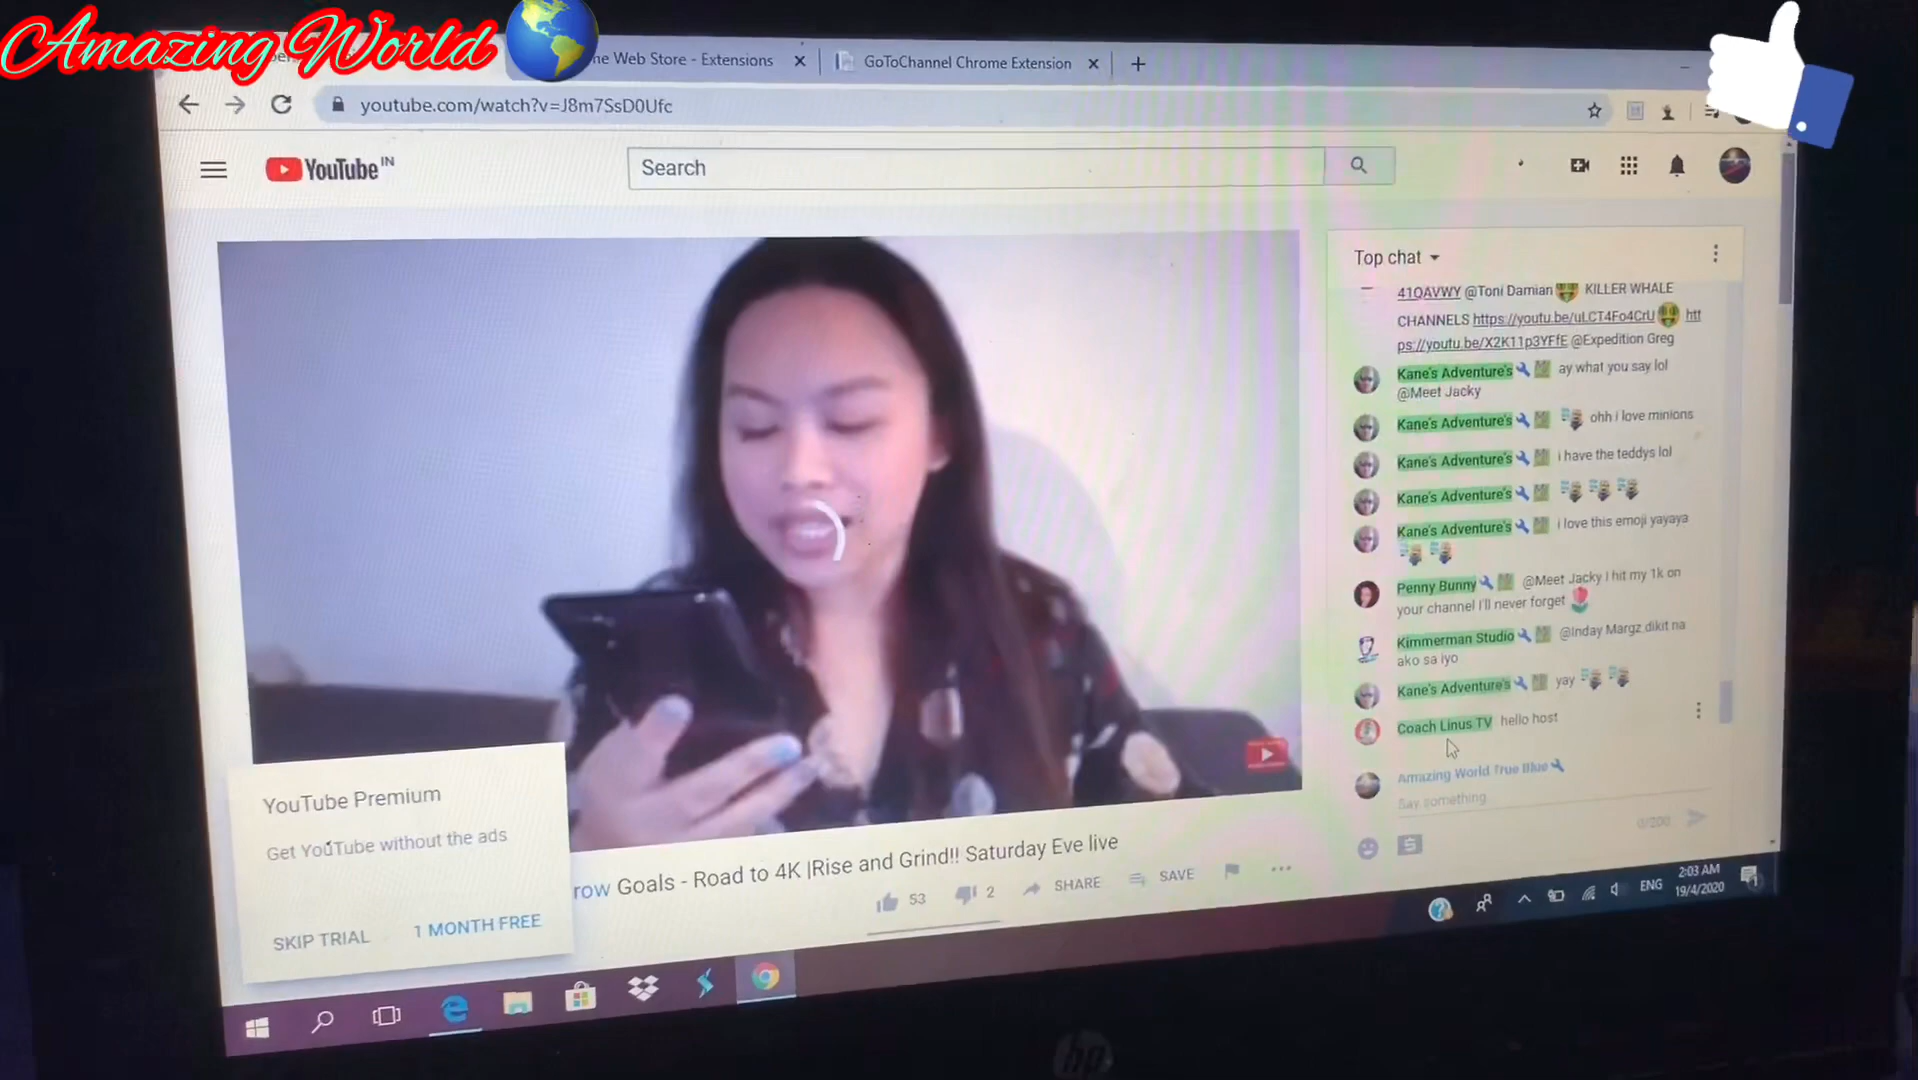 Amazing World
ne Web Store - Extensions
GoToChannel Chrome Extension
youtube.com/watch?v=J8m7SsD0Ufc
YouTube IN
Search
Top chat
41QAVWY @Toni Damian KILLER WHALE
CHANNELS https://youtu.be/uLCT4Fo4CrU htt
ps://youtu.be/X2K11p3YFfE @Expedition Greg
Kane's Adventure's ay what you say lol
@Meet Jacky
Kane's Adventure's ohh i love minions
Kane's Adventure's i have the teddys lol
Kane's Adventure's
Kane's Adventure's i love this emoji yayaya
Penny Bunny @Meet Jacky I hit my 1k on
your channel I'll never forget
Kimmerman Studio @Inday Margz dikit na
ako sa iyo
Kane's Adventure's yay
Coach Linus TV hello host
Amazing World True Blue
Say something
0/200
YouTube Premium
Get YouTube without the ads
SKIP TRIAL
1 MONTH FREE
row Goals - Road to 4K |Rise and Grind!! Saturday Eve live
53
2
SHARE
SAVE
ENG
2:03 AM
19/4/2020
hp